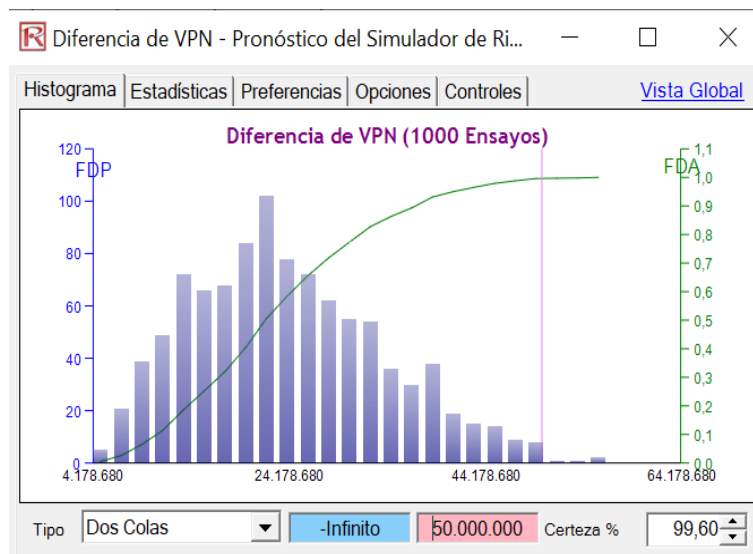 Diferencia de VPN - Pronóstico del Simulador de Ri...
Histograma Estadísticas Preferencias Opciones Controles Vista Global
Diferencia de VPN (1000 Ensayos)
FDP
FDA
120
100
80
60
40
20
0
1,1
1,0
0,9
0,8
0,7
0,6
0,5
0,4
0,3
0,2
0,1
0,0
4.178.680 24.178.680 44.178.680 64.178.680
Tipo Dos Colas -Infinito 50.000.000 Certeza % 99,60